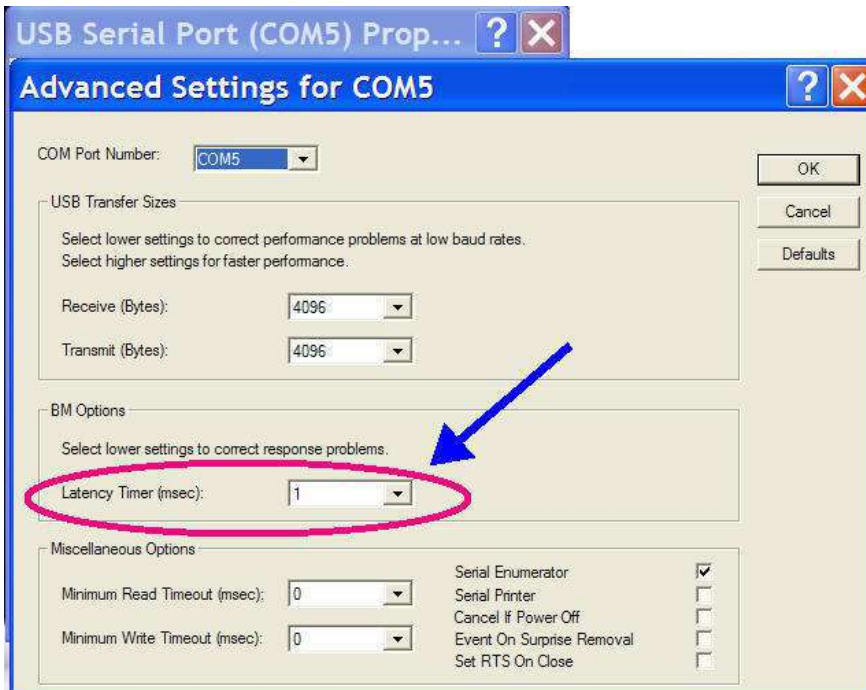 USB Serial Port (COM5) Prop...
Advanced Settings for COM5
COM Port Number: COM5
OK
USB Transfer Sizes
Cancel
Select lower settings to correct performance problems at low baud rates.
Select higher settings for faster performance.
Defaults
Receive (Bytes): 4096
Transmit (Bytes): 4096
BM Options
Select lower settings to correct response problems.
Latency Timer (msec): 1
Miscellaneous Options
Minimum Read Timeout (msec): 0
Minimum Write Timeout (msec): 0
Serial Enumerator
Serial Printer
Cancel If Power Off
Event On Surprise Removal
Set RTS On Close